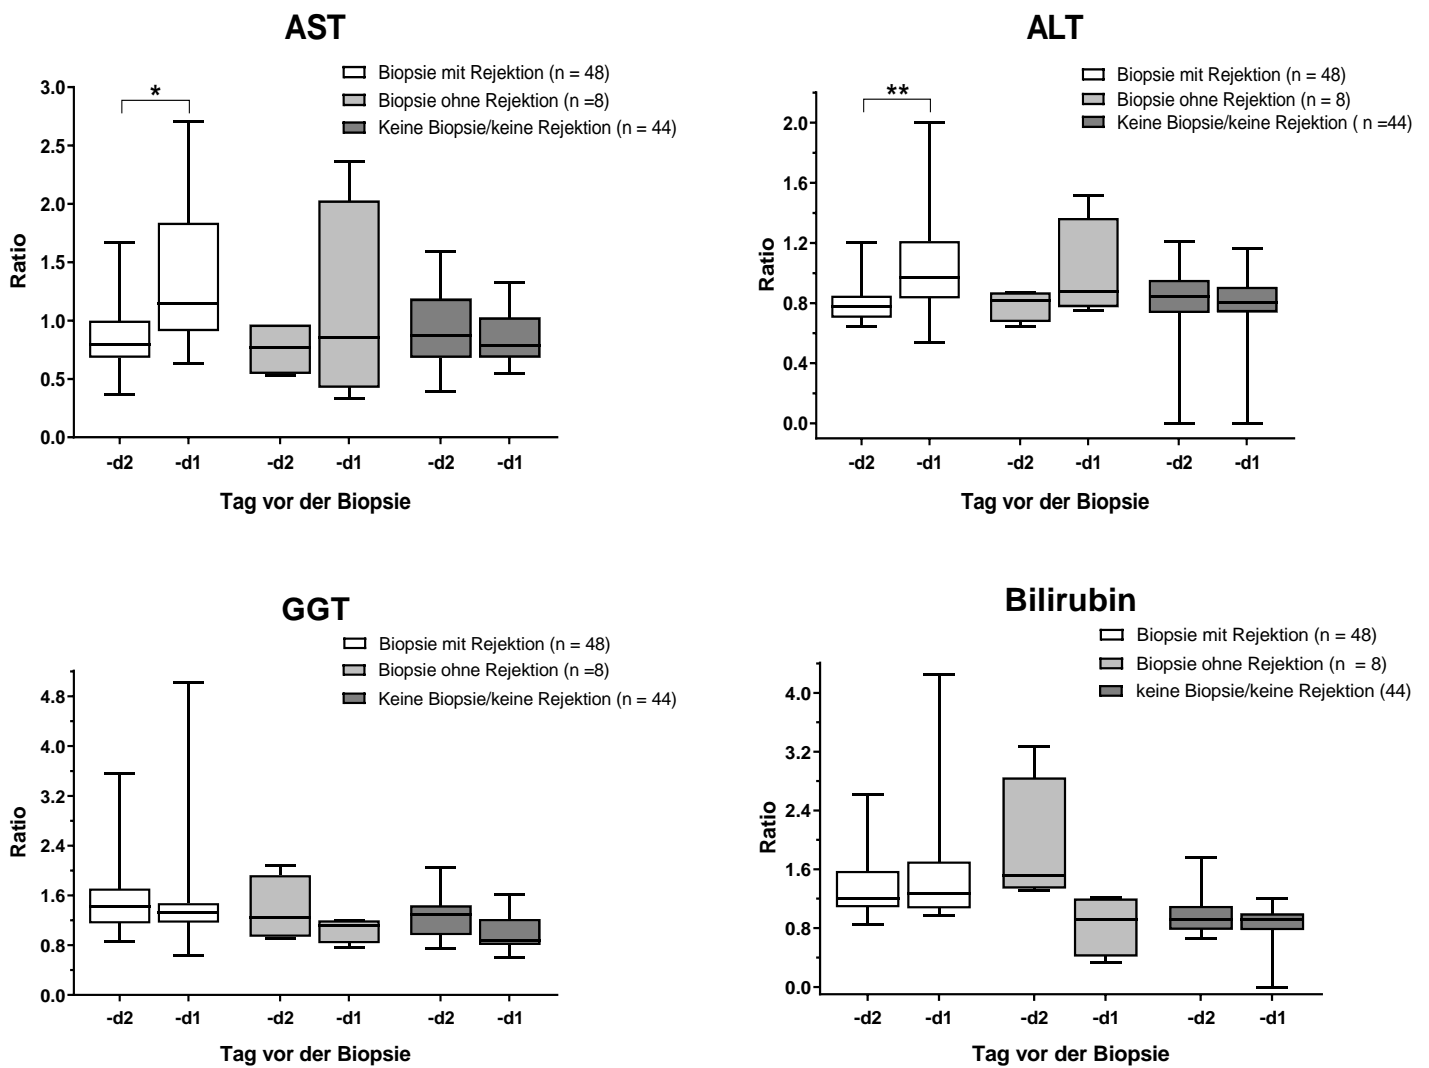 AST
Biopsie mit Rejektion (n = 48)
Biopsie ohne Rejektion (n =8)
Keine Biopsie/keine Rejektion (n = 44)
*
3.0
2.5
2.0
1.5
1.0
0.5
0.0
Ratio
-d2 -d1 -d2 -d1 -d2 -d1
Tag vor der Biopsie
ALT
Biopsie mit Rejektion (n = 48)
Biopsie ohne Rejektion (n = 8)
Keine Biopsie/keine Rejektion ( n =44)
**
2.0
1.6
1.2
0.8
0.4
0.0
Ratio
-d2 -d1 -d2 -d1 -d2 -d1
Tag vor der Biopsie
GGT
Biopsie mit Rejektion (n = 48)
Biopsie ohne Rejektion (n =8)
Keine Biopsie/keine Rejektion (n = 44)
4.8
4.0
3.2
2.4
1.6
0.8
0.0
Ratio
-d2 -d1 -d2 -d1 -d2 -d1
Tag vor der Biopsie
Bilirubin
Biopsie mit Rejektion (n = 48)
Biopsie ohne Rejektion (n  = 8)
keine Biopsie/keine Rejektion (44)
4.0
3.2
2.4
1.6
0.8
0.0
Ratio
-d2 -d1 -d2 -d1 -d2 -d1
Tag vor der Biopsie